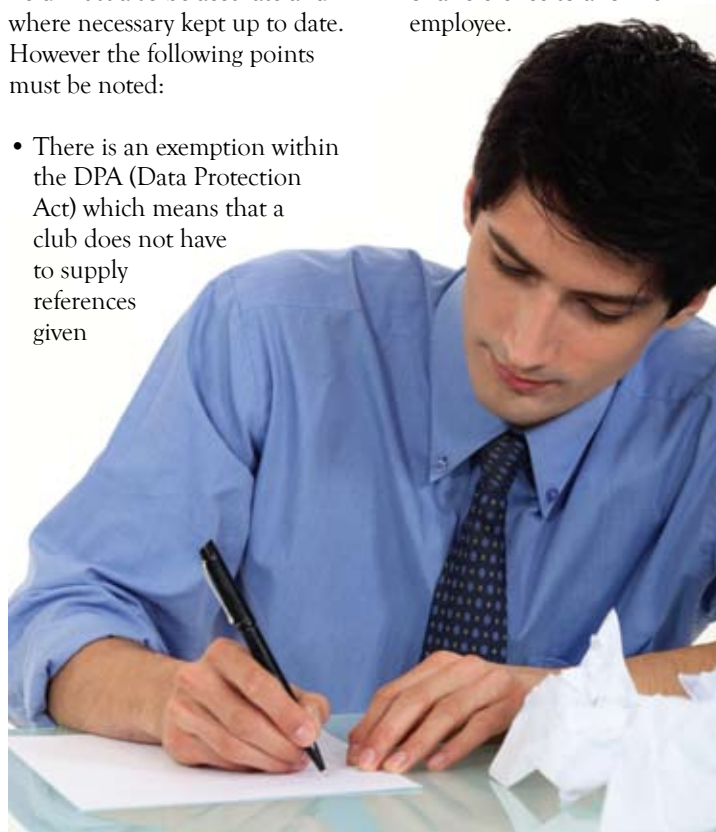 where necessary kept up to date.
However the following points
must be noted:
• There is an exemption within
the DPA (Data Protection
Act) which means that a
club does not have
to supply
references
given
employee.